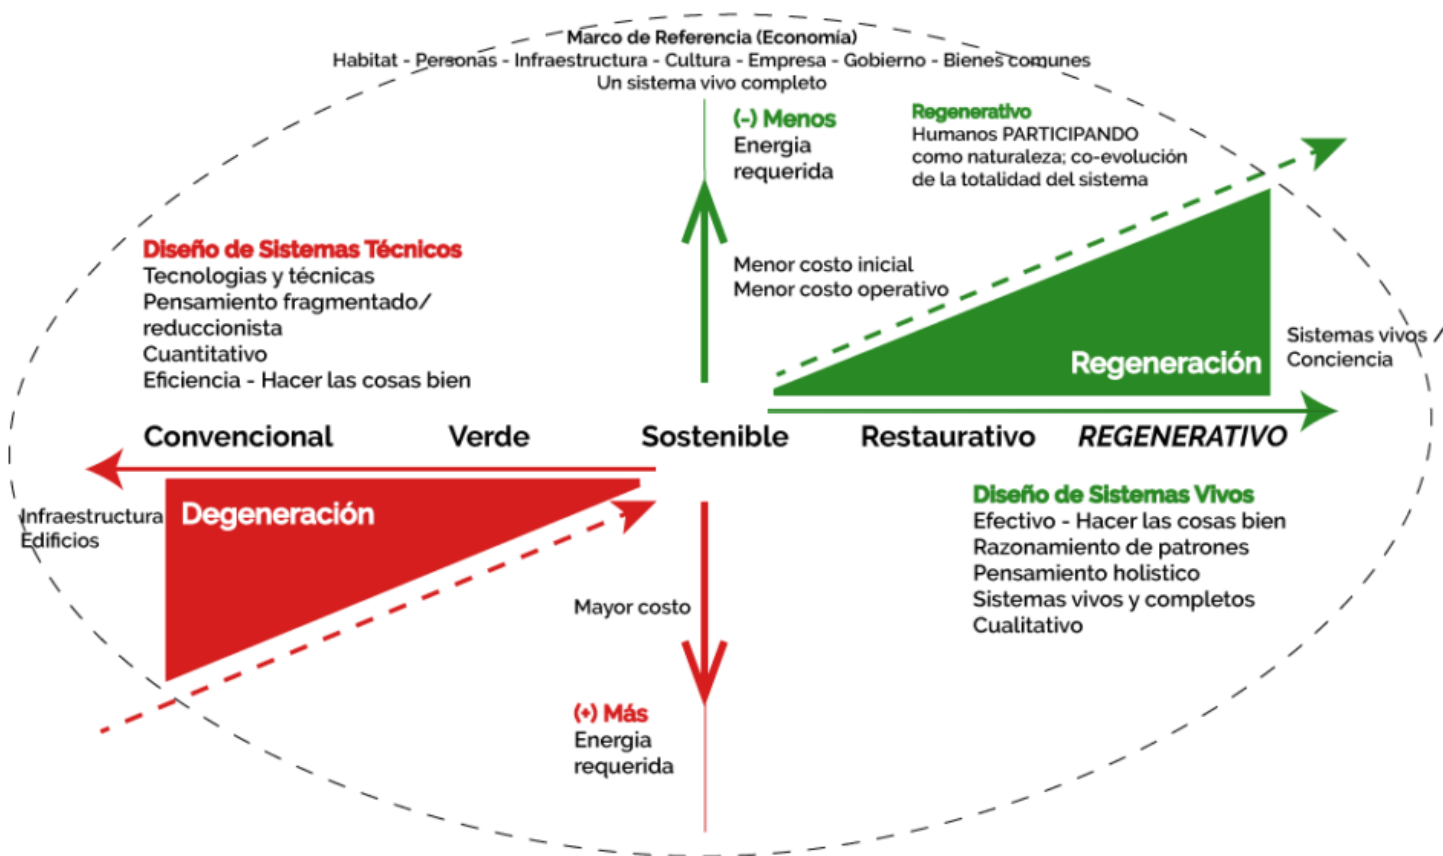 Marco de Referencia (Economía)
Habitat - Personas - Infraestructura - Cultura - Empresa - Gobierno - Bienes comunes
Un sistema vivo completo
(-) Menos
Energia
requerida
Regenerativo
Humanos PARTICIPANDO
como naturaleza; co-evolución
de la totalidad del sistema
Diseño de Sistemas Técnicos
Tecnologias y técnicas
Pensamiento fragmentado/
reduccionista
Cuantitativo
Eficiencia - Hacer las cosas bien
Menor costo inicial
Menor costo operativo
Regeneración
Sistemas vivos /
Conciencia
Convencional
Verde
Sostenible
Restaurativo
REGENERATIVO
Infraestructura
Edificios
Degeneración
Diseño de Sistemas Vivos
Efectivo - Hacer las cosas bien
Razonamiento de patrones
Pensamiento holistico
Sistemas vivos y completos
Cualitativo
Mayor costo
(+) Más
Energia
requerida